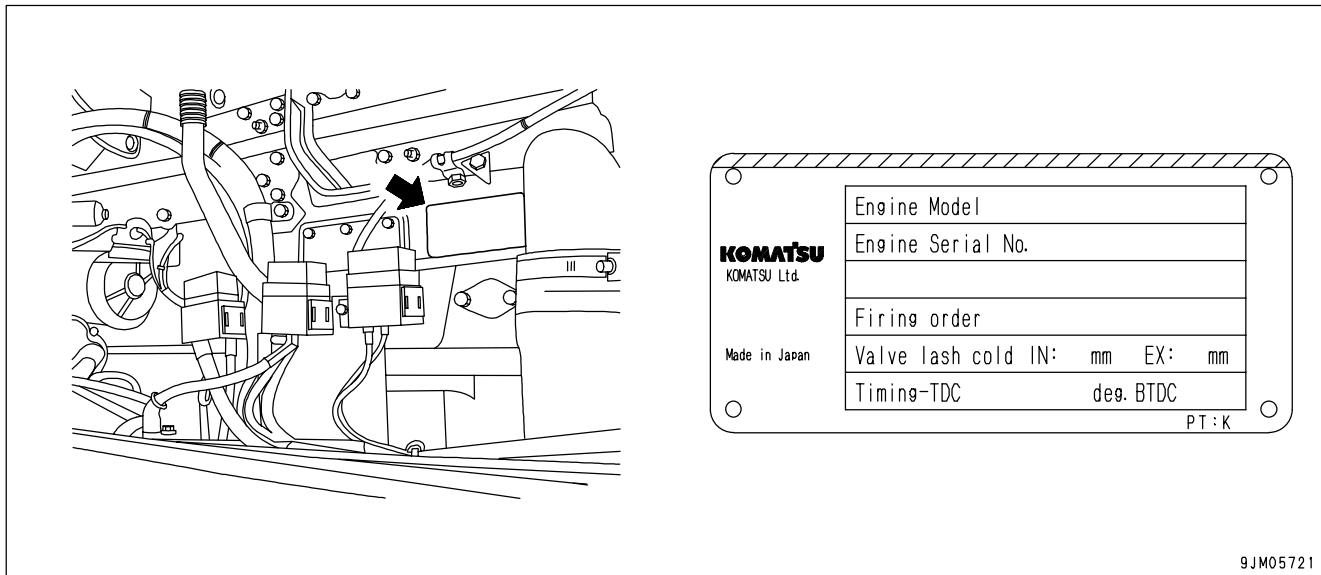 KOMATSU
KOMATSU Ltd.
Made in Japan
Engine Model
Engine Serial No.
Firing order
Valve lash cold IN: mm EX: mm
Timing-TDC deg. BTDC
PT:K
9JM05721